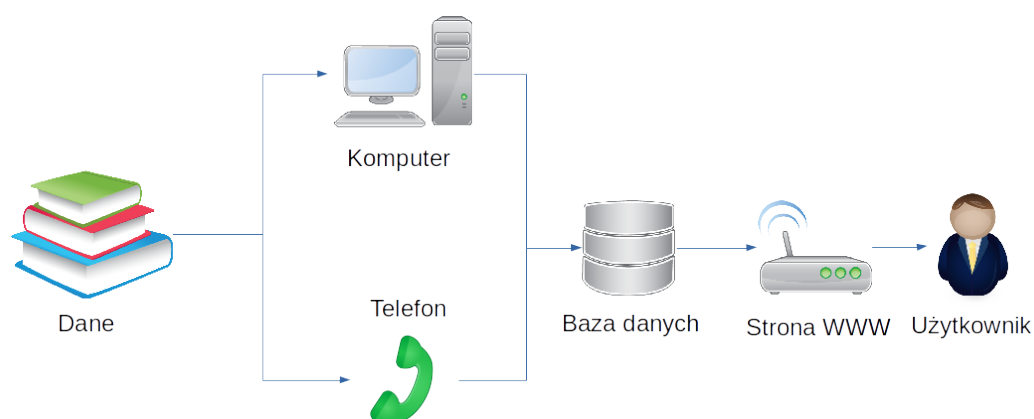 Komputer
Telefon
Dane
Baza danych
Strona WWW
Użytkownik